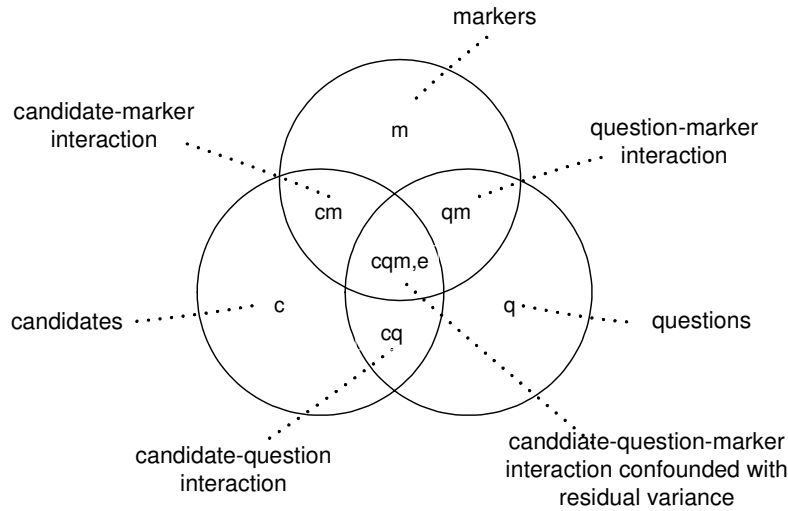 markers
candidate-marker
interaction
m
question-marker
interaction
cm
qm
cqm,e
candidates
c
q
questions
cq
candidate-question
interaction
canddiate-question-marker
interaction confounded with
residual variance